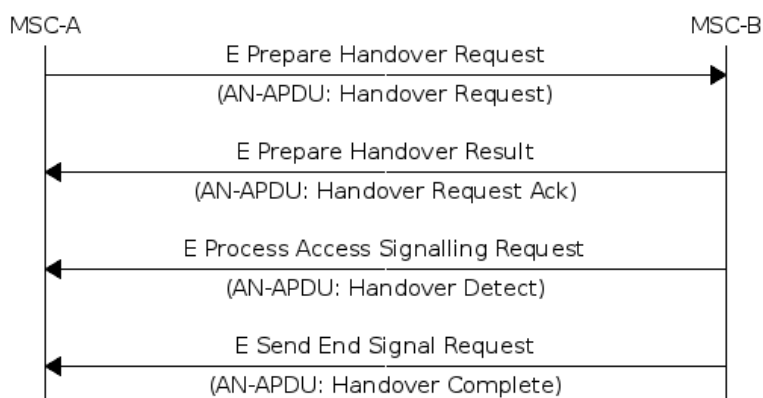 MSC-A MSC-B
E Prepare Handover Request
(AN-APDU: Handover Request)
E Prepare Handover Result
(AN-APDU: Handover Request Ack)
E Process Access Signalling Request
(AN-APDU: Handover Detect)
E Send End Signal Request
(AN-APDU: Handover Complete)